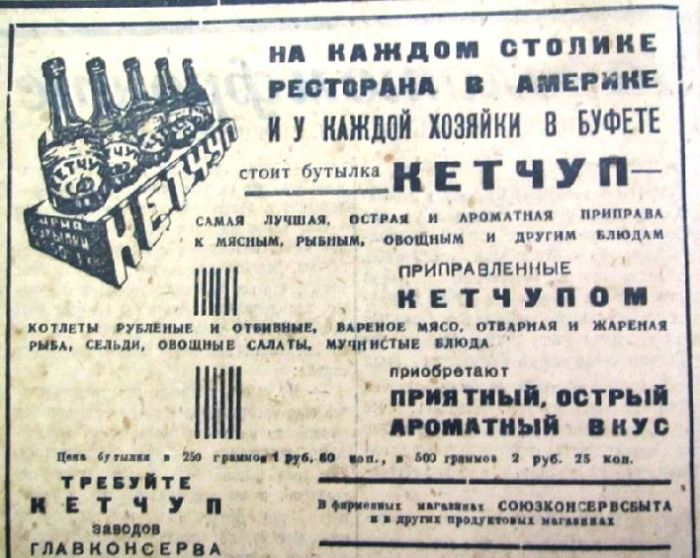 НА КАЖДОМ СТОЛИКЕ
РЕСТОРАНА В АМЕРИКЕ
И У КАЖДОЙ ХОЗЯЙКИ В БУФЕТЕ
стоит бутылка КЕТЧУП—
САМАЯ ЛУЧШАЯ, ОСТРАЯ И АРОМАТНАЯ ПРИПРАВА
К МЯСНЫМ, РЫБНЫМ, ОВОЩНЫМ И ДРУГИМ БЛЮДАМ
КЕТЧУП
КЕТЧУП
ЦЕНА
ПРИПРАВЛЕННЫЕ
КЕТЧУПОМ
КОТЛЕТЫ РУБЛЕНЫЕ И ОТБИВНЫЕ, ВАРЕНОЕ МЯСО, ОТВАРНАЯ И ЖАРЕНАЯ
РЫБА, СЕЛЬДИ, ОВОЩНЫЕ САЛАТЫ, МУЧНИСТЫЕ БЛЮДА
приобретают
ПРИЯТНЫЙ, ОСТРЫЙ
АРОМАТНЫЙ ВКУС
Цена бутылки в 250 граммов 1 руб. 60 коп., в 500 граммов 2 руб. 25 коп.
ТРЕБУЙТЕ
КЕТЧУП
заводов
ГЛАВКОНСЕРВА
В фирменных магазинах СОЮЗКОНСЕРВСБЫТА
и в других продуктовых магазинах